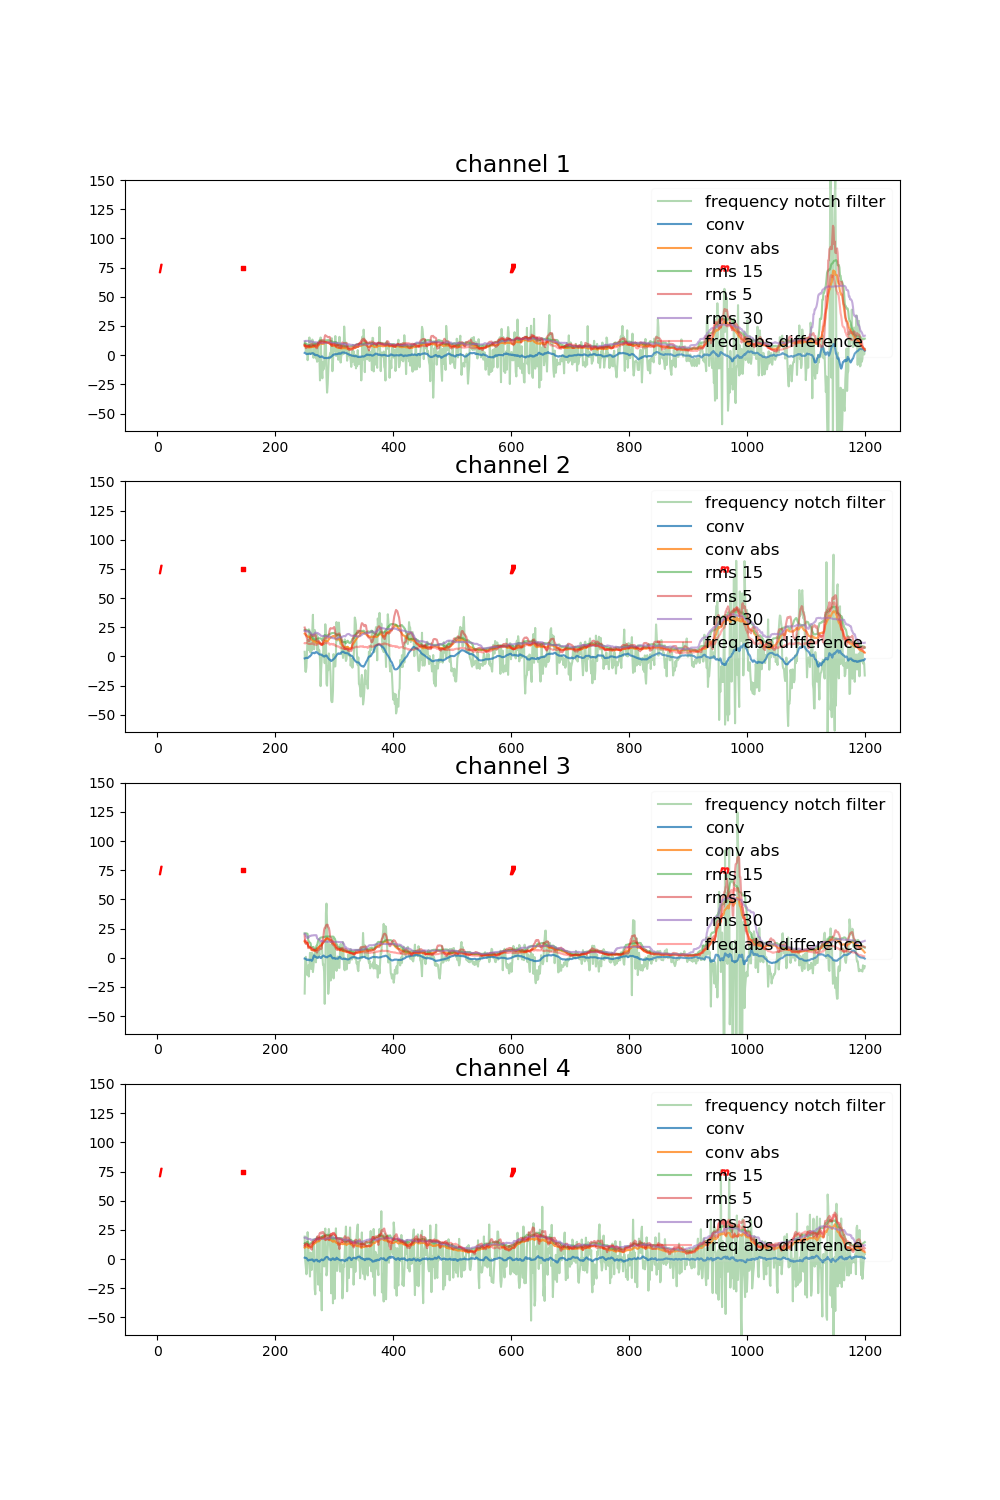 channel 1
150
125
100
75
50
25
0
−25
−50
frequency notch filter
conv
conv abs
rms 15
rms 5
rms 30
freq abs difference
0 200 400 600 800 1000 1200
channel 2
150
125
100
75
50
25
0
−25
−50
frequency notch filter
conv
conv abs
rms 15
rms 5
rms 30
freq abs difference
0 200 400 600 800 1000 1200
channel 3
150
125
100
75
50
25
0
−25
−50
frequency notch filter
conv
conv abs
rms 15
rms 5
rms 30
freq abs difference
0 200 400 600 800 1000 1200
channel 4
150
125
100
75
50
25
0
−25
−50
frequency notch filter
conv
conv abs
rms 15
rms 5
rms 30
freq abs difference
0 200 400 600 800 1000 1200